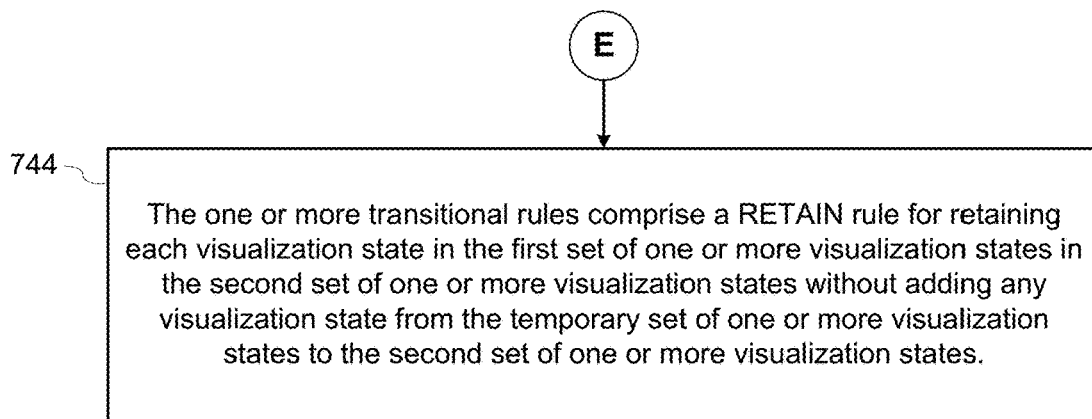 E
744
The one or more transitional rules comprise a RETAIN rule for retaining
each visualization state in the first set of one or more visualization states in
the second set of one or more visualization states without adding any
visualization state from the temporary set of one or more visualization
states to the second set of one or more visualization states.